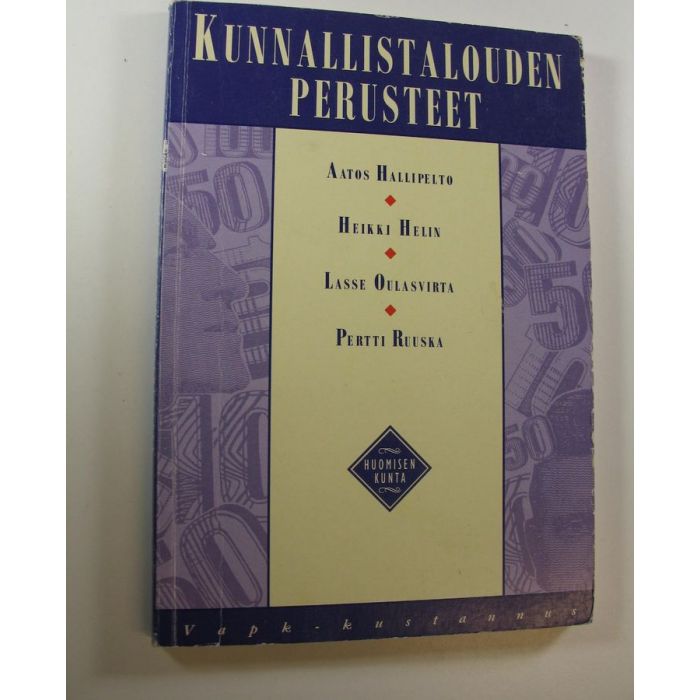 KUNNALLISTALOUDEN
PERUSTEET
AATOS HALLIPELTO
HEIKKI HELIN
LASSE OULASVIRTA
PERTTI RUUSKA
HUOMISEN
KUNTA
Vapk-kustannus